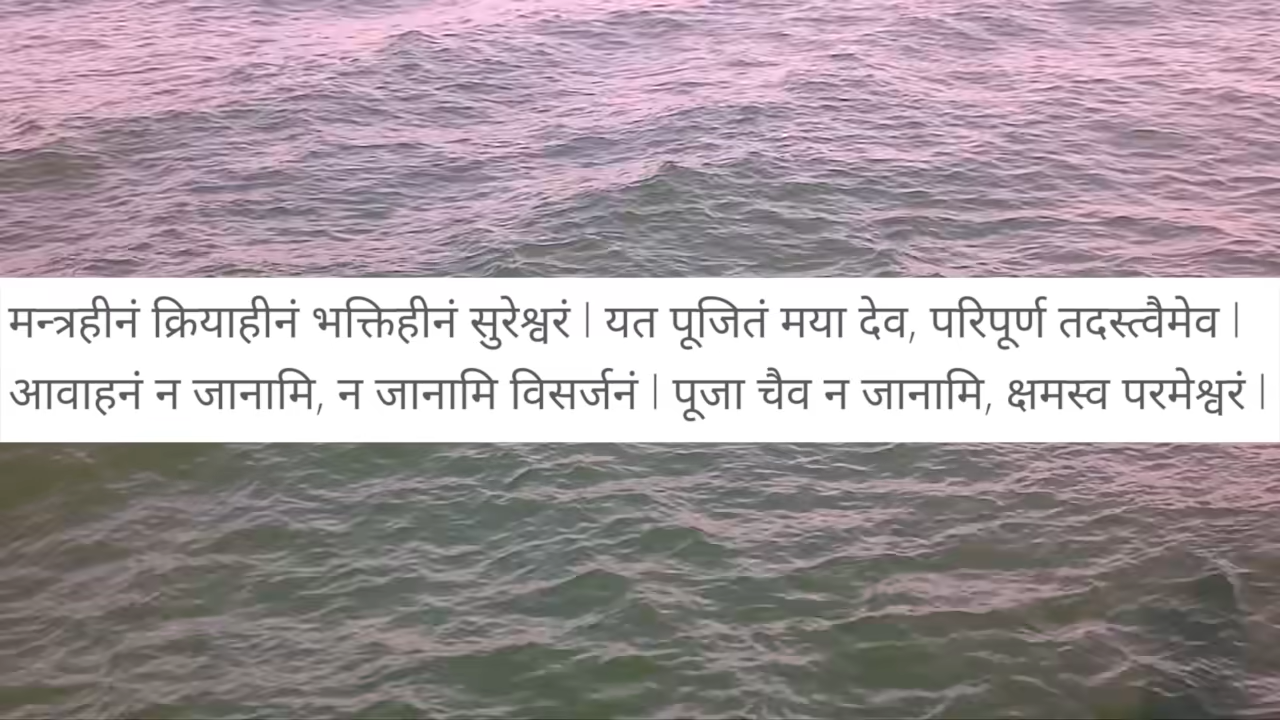 मन्त्रहीनं क्रियाहीनं भक्तिहीनं सुरेश्वरं | यत पूजितं मया देव, परिपूर्ण तदस्त्वैमेव |
आवाहनं न जानामि, न जानामि विसर्जनं | पूजा चैव न जानामि, क्षमस्व परमेश्वरं |